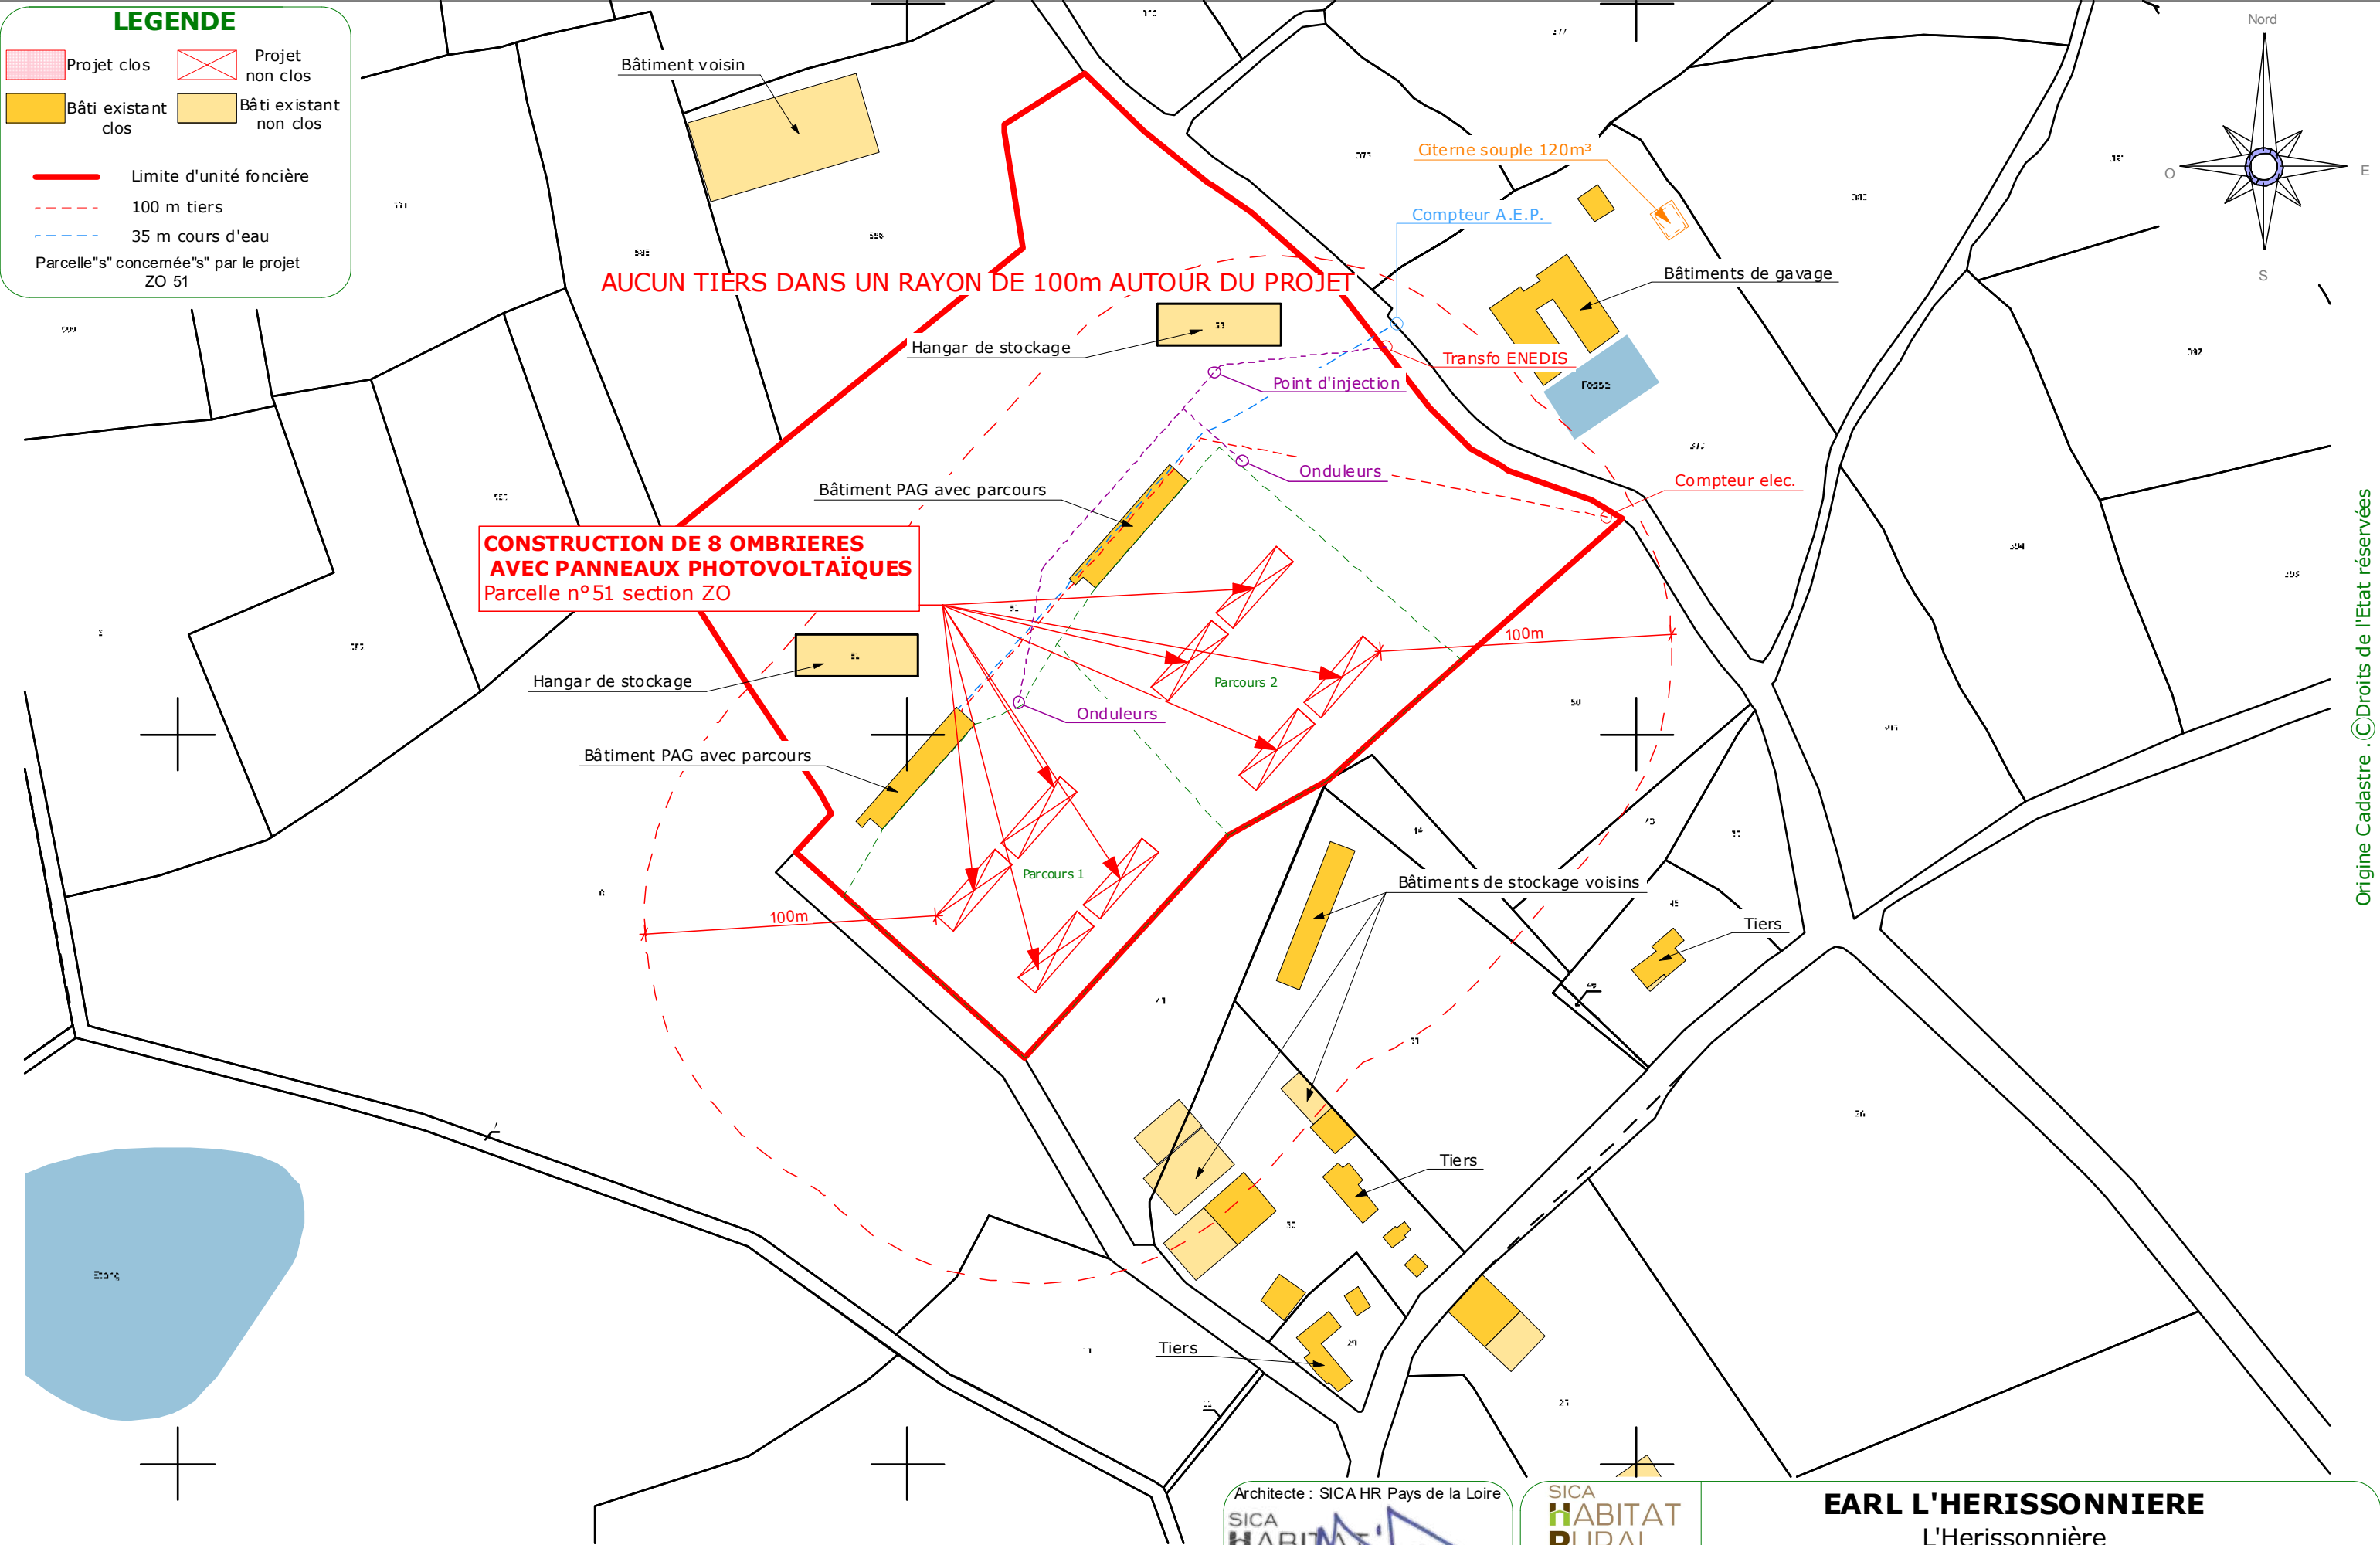 LEGENDE
Projet clos
Projet
non clos
Bâti existant
clos
Bâti existant
non clos
Limite d'unité foncière
100 m tiers
35 m cours d'eau
Parcelle"s" concernée"s" par le projet
ZO 51
Nord
O
E
S
Bâtiment voisin
Citerne souple 120m³
Compteur A.E.P.
Bâtiments de gavage
AUCUN TIERS DANS UN RAYON DE 100m AUTOUR DU PROJET
Hangar de stockage
Transfo ENEDIS
Point d'injection
Fosse
Onduleurs
Compteur elec.
Bâtiment PAG avec parcours
CONSTRUCTION DE 8 OMBRIERES
AVEC PANNEAUX PHOTOVOLTAÏQUES
Parcelle n°51 section ZO
100m
Hangar de stockage
Parcours 2
Onduleurs
Bâtiment PAG avec parcours
Parcours 1
Bâtiments de stockage voisins
100m
Tiers
Tiers
Etang
Tiers
Origine Cadastre . ©Droits de l'Etat réservées
Architecte : SICA HR Pays de la Loire
SICA
HABITAT
SICA
HABITAT
RURAL
EARL L'HERISSONNIERE
L'Herissonnière